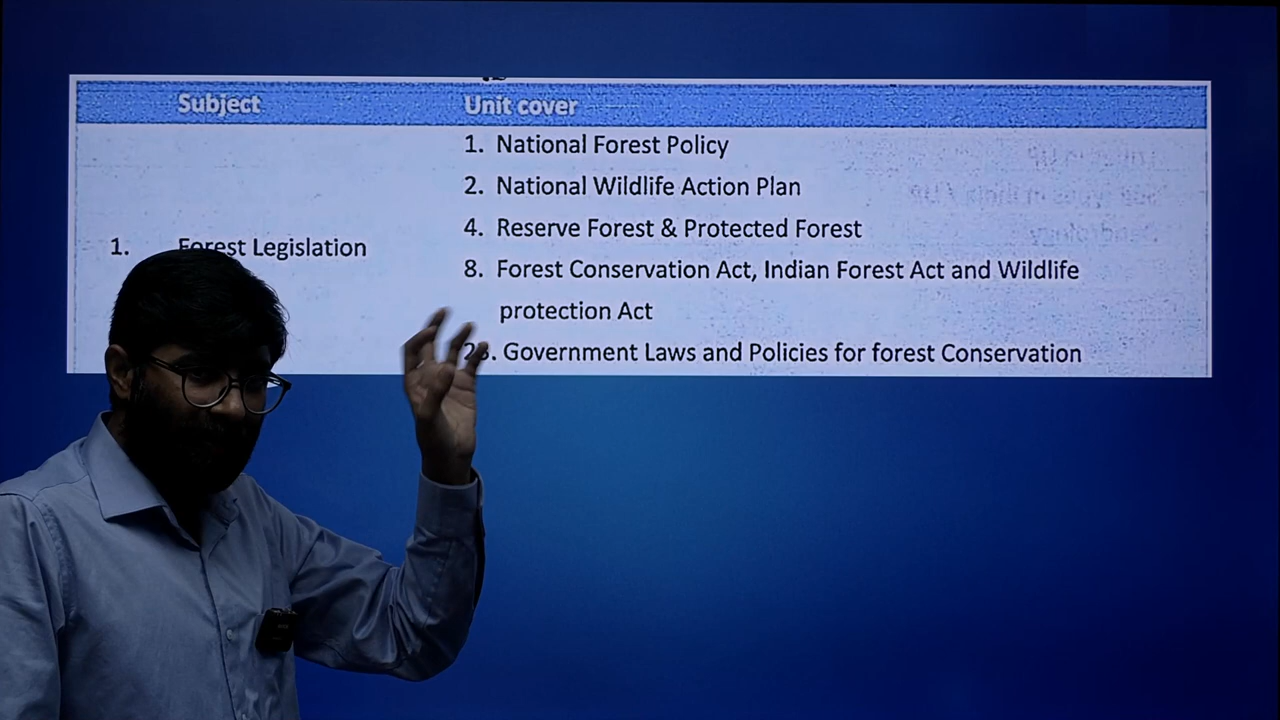 Subject Unit cover
1. National Forest Policy
2. National Wildlife Action Plan
4. Reserve Forest & Protected Forest
1. Forest Legislation
8. Forest Conservation Act, Indian Forest Act and Wildlife
protection Act
23. Government Laws and Policies for forest Conservation